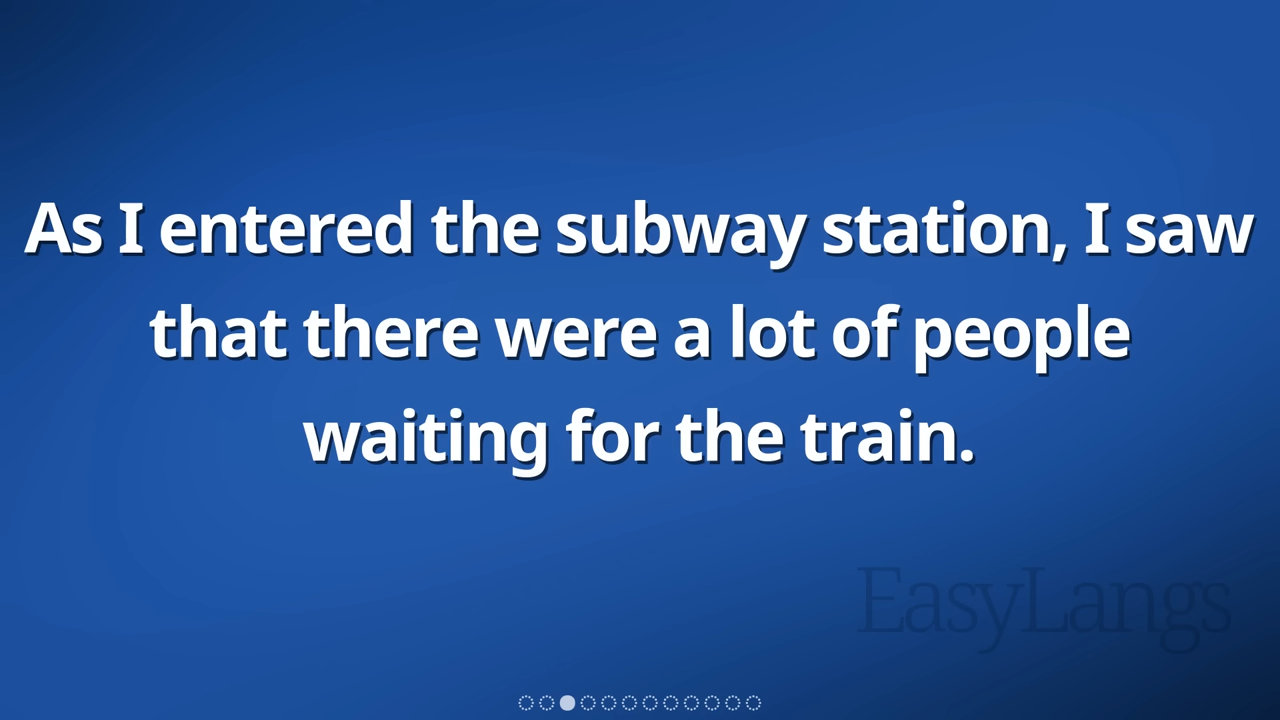 As I entered the subway station, I saw
that there were a lot of people
waiting for the train.
EasyLangs